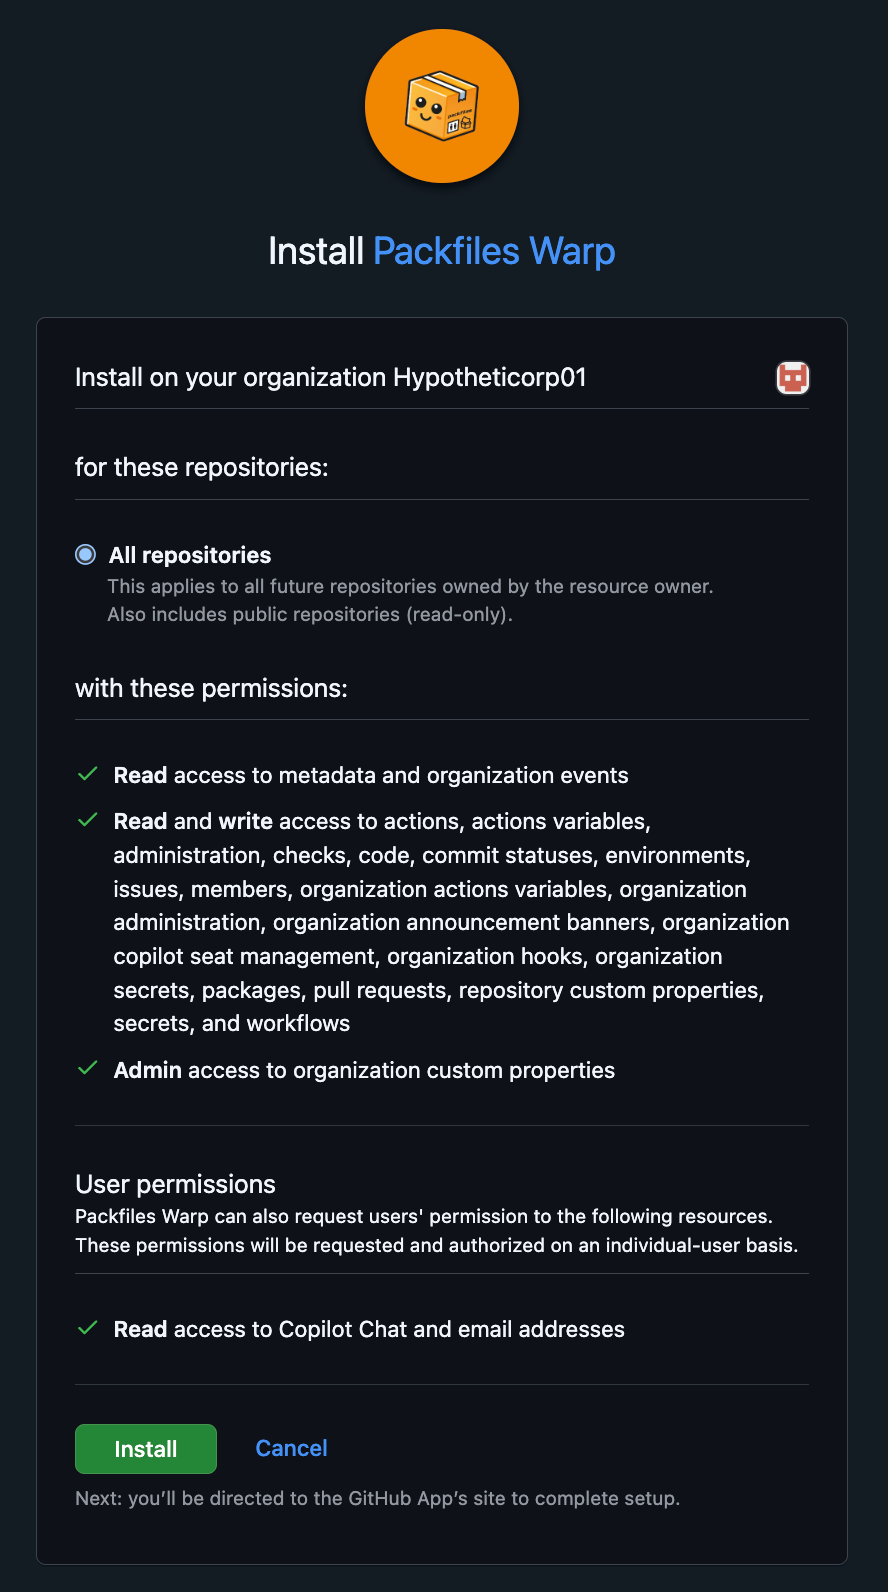 packfiles
Install Packfiles Warp
Install on your organization Hypotheticorp01
for these repositories:
All repositories
This applies to all future repositories owned by the resource owner.
Also includes public repositories (read-only).
with these permissions:
Read access to metadata and organization events
Read and write access to actions, actions variables,
administration, checks, code, commit statuses, environments,
issues, members, organization actions variables, organization
administration, organization announcement banners, organization
copilot seat management, organization hooks, organization
secrets, packages, pull requests, repository custom properties,
secrets, and workflows
Admin access to organization custom properties
User permissions
Packfiles Warp can also request users' permission to the following resources.
These permissions will be requested and authorized on an individual-user basis.
Read access to Copilot Chat and email addresses
Install Cancel
Next: you’ll be directed to the GitHub App’s site to complete setup.